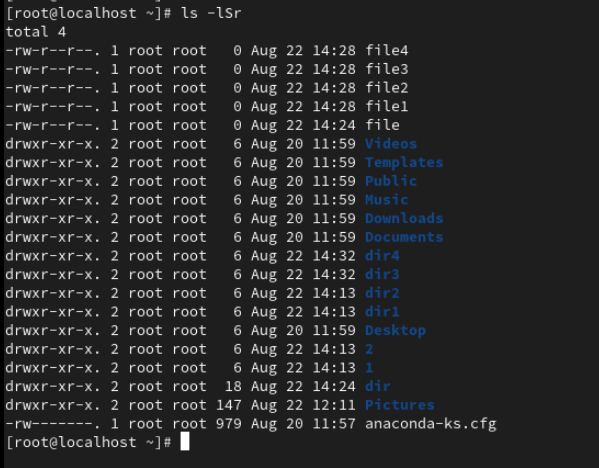 [root@localhost ~]# ls -lSr
total 4
-rw-r--r--. 1 root root   0 Aug 22 14:28 file4
-rw-r--r--. 1 root root   0 Aug 22 14:28 file3
-rw-r--r--. 1 root root   0 Aug 22 14:28 file2
-rw-r--r--. 1 root root   0 Aug 22 14:28 file1
-rw-r--r--. 1 root root   0 Aug 22 14:24 file
drwxr-xr-x. 2 root root   6 Aug 20 11:59 Videos
drwxr-xr-x. 2 root root   6 Aug 20 11:59 Templates
drwxr-xr-x. 2 root root   6 Aug 20 11:59 Public
drwxr-xr-x. 2 root root   6 Aug 20 11:59 Music
drwxr-xr-x. 2 root root   6 Aug 20 11:59 Downloads
drwxr-xr-x. 2 root root   6 Aug 20 11:59 Documents
drwxr-xr-x. 2 root root   6 Aug 22 14:32 dir4
drwxr-xr-x. 2 root root   6 Aug 22 14:32 dir3
drwxr-xr-x. 2 root root   6 Aug 22 14:13 dir2
drwxr-xr-x. 2 root root   6 Aug 22 14:13 dir1
drwxr-xr-x. 2 root root   6 Aug 20 11:59 Desktop
drwxr-xr-x. 2 root root   6 Aug 22 14:13 2
drwxr-xr-x. 2 root root   6 Aug 22 14:13 1
drwxr-xr-x. 2 root root  18 Aug 22 14:24 dir
drwxr-xr-x. 2 root root 147 Aug 22 12:11 Pictures
-rw-------. 1 root root 979 Aug 20 11:57 anaconda-ks.cfg
[root@localhost ~]#